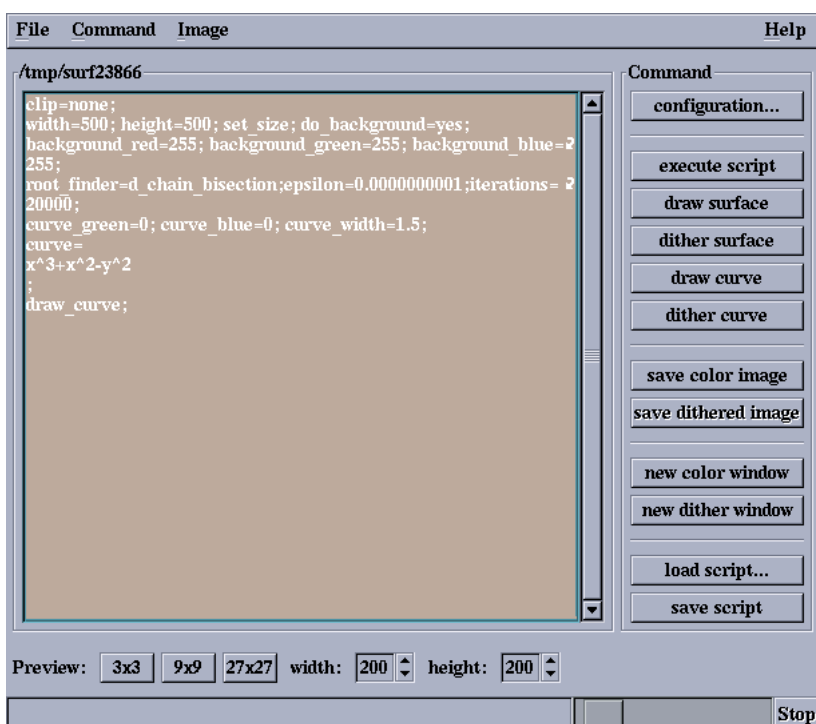 File Command Image Help
/tmp/surf23866
clip=none;
width=500; height=500; set_size; do_background=yes;
background_red=255; background_green=255; background_blue=
255;
root_finder=d_chain_bisection;epsilon=0.0000000001;iterations=
20000;
curve_green=0; curve_blue=0; curve_width=1.5;
curve=
x^3+x^2-y^2
;
draw_curve;
Command
configuration...
execute script
draw surface
dither surface
draw curve
dither curve
save color image
save dithered image
new color window
new dither window
load script...
save script
Preview: 3x3 9x9 27x27 width: 200 height: 200
Stop